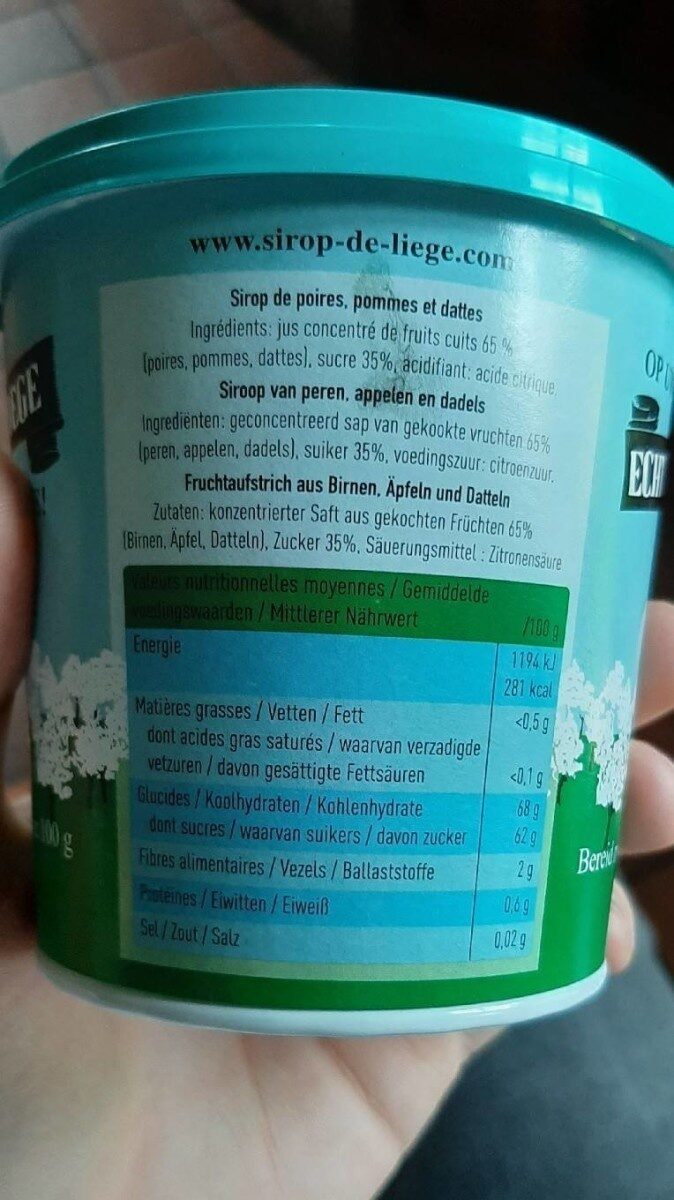 www.sirop-de-liege.com
Sirop de poires, pommes et dattes
Ingrédients: jus concentré de fruits cuits 65 %
(poires, pommes, dattes), sucre 35%, acidifiant: acide citrique.
Siroop van peren, appelen en dadels
Ingrediënten: geconcentreerd sap van gekookte vruchten 65%
(peren, appelen, dadels), suiker 35%, voedingszuur: citroenzuur.
Fruchtaufstrich aus Birnen, Äpfeln und Datteln
Zutaten: konzentrierter Saft aus gekochten Früchten 65%
(Birnen, Äpfel, Datteln), Zucker 35%, Säuerungsmittel : Zitronensäure
Valeurs nutritionnelles moyennes / Gemiddelde
voedingswaarden / Mittlerer Nährwert /100 g
Energie 1194 kJ
281 kcal
Matières grasses / Vetten / Fett <0,5 g
dont acides gras saturés / waarvan verzadigde
vetzuren / davon gesättigte Fettsäuren <0,1 g
Glucides / Koolhydraten / Kohlenhydrate 68 g
dont sucres / waarvan suikers / davon zucker 62 g
Fibres alimentaires / Vezels / Ballaststoffe 2 g
Proteïnes / Eiwitten / Eiweiß 0,6 g
Sel / Zout / Salz 0,02 g
OP